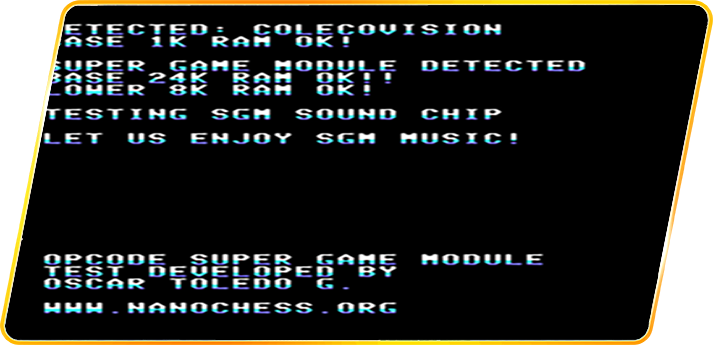 ETECTED: COLECOVISION
ASE 1K RAM OK!
SUPER GAME MODULE DETECTED
BASE 24K RAM OK!!
LOWER 8K RAM OK!
TESTING SGM SOUND CHIP
LET US ENJOY SGM MUSIC!
OPCODE SUPER GAME MODULE
TEST DEVELOPED BY
OSCAR TOLEDO G.
WWW.NANOCHESS.ORG